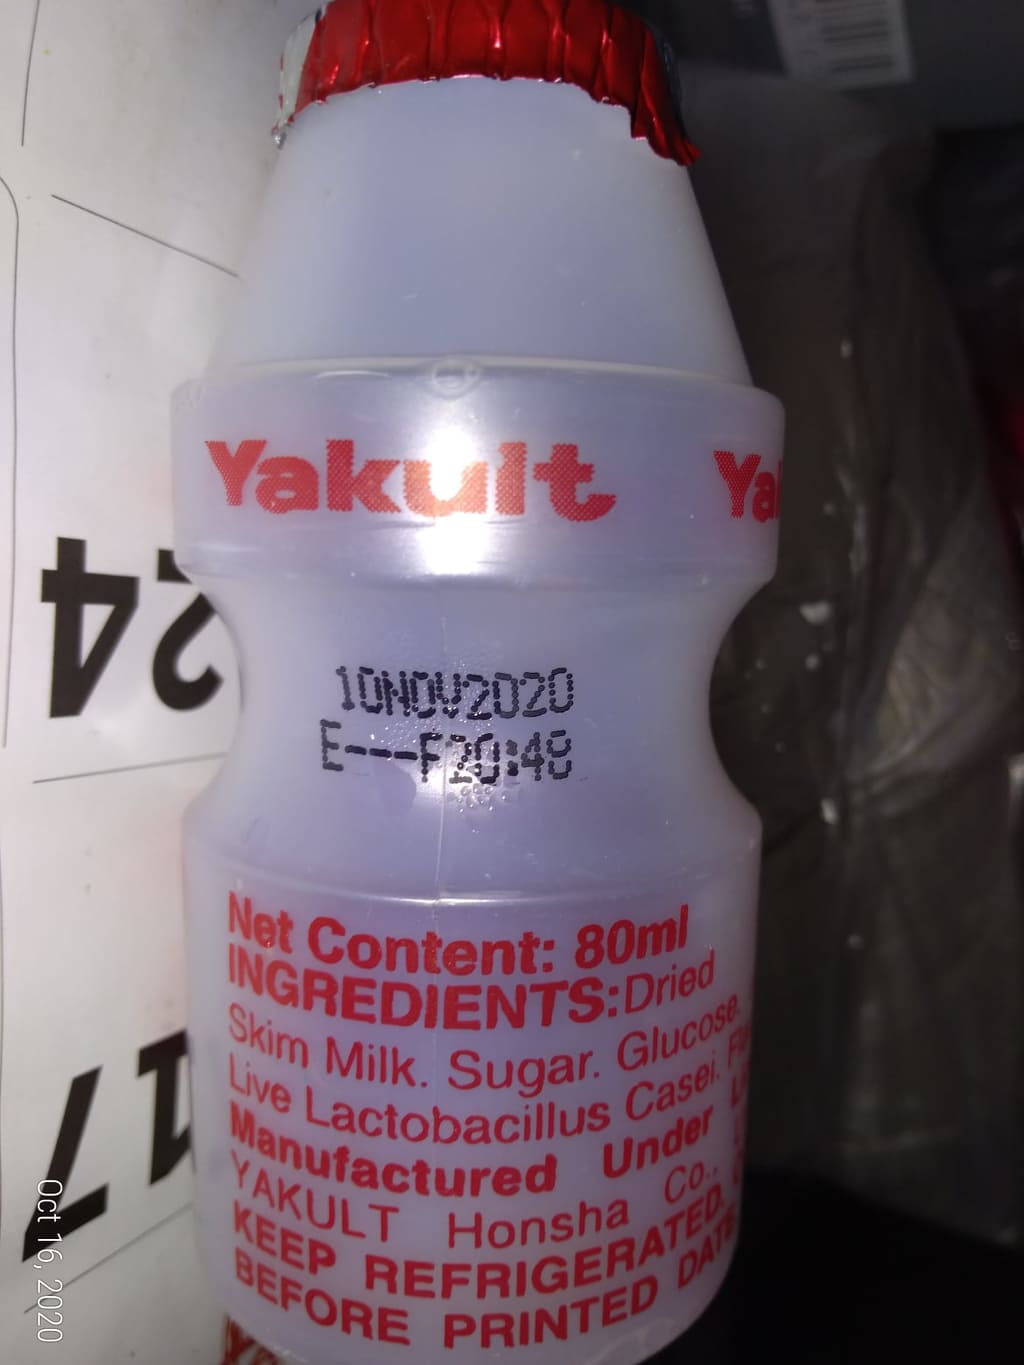 Yakult Ya
10NOV2020
E---F20:48
Net Content: 80ml
INGREDIENTS:Dried
Skim Milk. Sugar. Glucose.
Live Lactobacillus Casei.
Manufactured Under
YAKULT Honsha Co.,
KEEP REFRIGERATED.
BEFORE PRINTED DATE
24
17
Oct 16, 2020